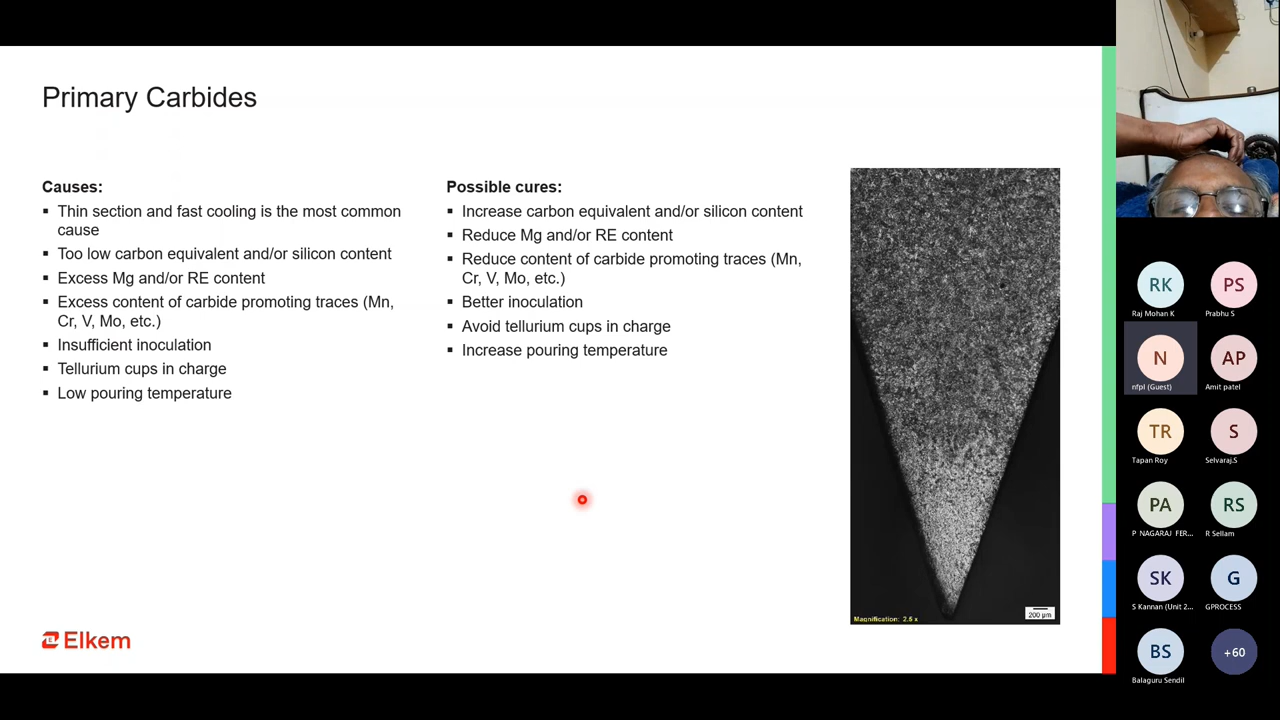 Primary Carbides
Causes:
▪ Thin section and fast cooling is the most common
cause
▪ Too low carbon equivalent and/or silicon content
▪ Excess Mg and/or RE content
▪ Excess content of carbide promoting traces (Mn,
Cr, V, Mo, etc.)
▪ Insufficient inoculation
▪ Tellurium cups in charge
▪ Low pouring temperature
Possible cures:
▪ Increase carbon equivalent and/or silicon content
▪ Reduce Mg and/or RE content
▪ Reduce content of carbide promoting traces (Mn,
Cr, V, Mo, etc.)
▪ Better inoculation
▪ Avoid tellurium cups in charge
▪ Increase pouring temperature
Magnification: 2.5 x
200 µm
Elkem
RK
Raj Mohan K
PS
Prabhu S
N
nfpl (Guest)
AP
Amit patel
TR
Tapan Roy
S
Selvaraj.S
PA
P NAGARAJ FER...
RS
R Sellam
SK
S Kannan (Unit 2...
G
GPROCESS
BS
Balaguru Sendil
+60